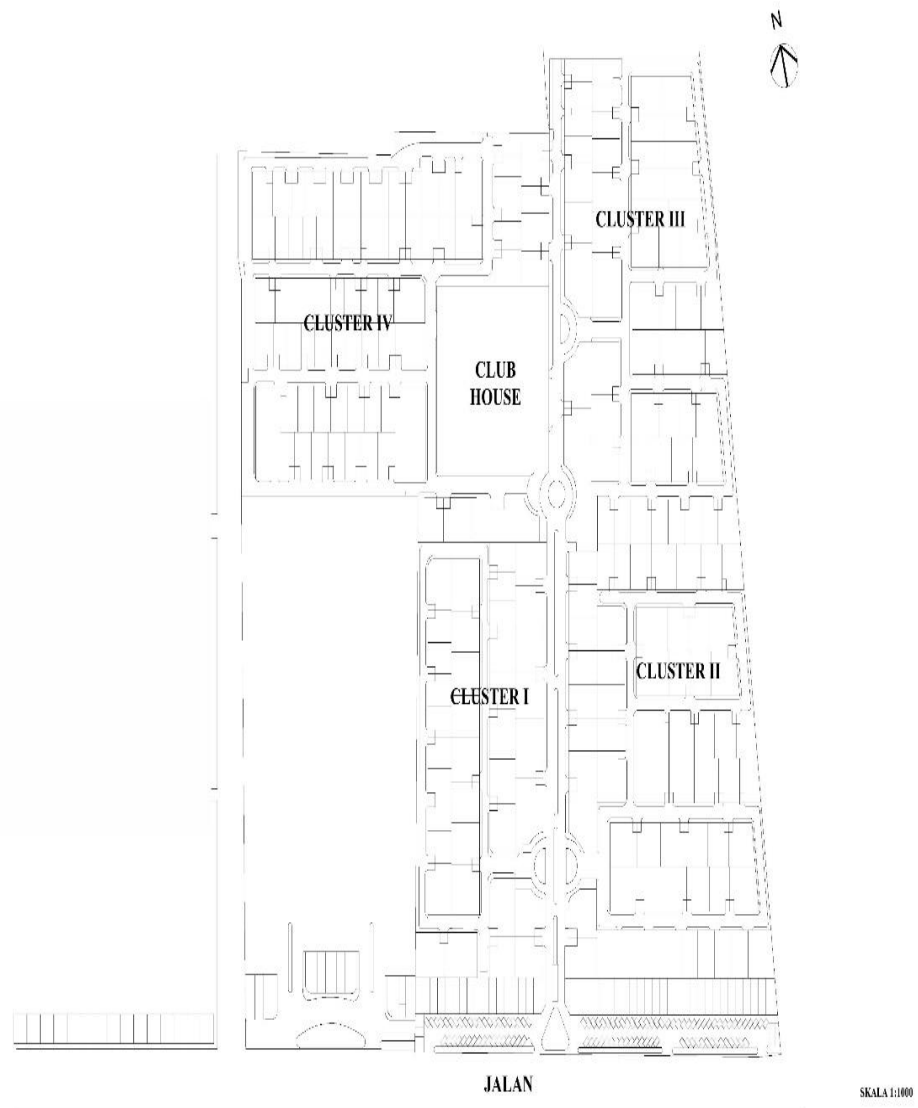 N
CLUSTER III
CLUSTER IV
CLUB
HOUSE
CLUSTER II
CLUSTER I
JALAN
SKALA 1:1000